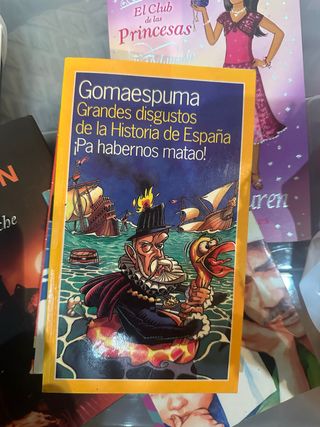 El Club
de las
Princesas
Gomaespuma
Grandes disgustos
de la Historia de España
¡Pa habernos matao!